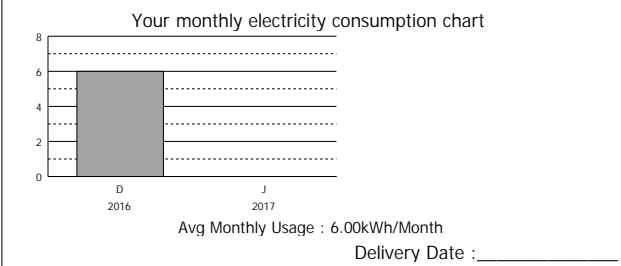 Your monthly electricity consumption chart
8
6
4
2
0
D J
2016 2017
Avg Monthly Usage : 6.00kWh/Month
Delivery Date :______________